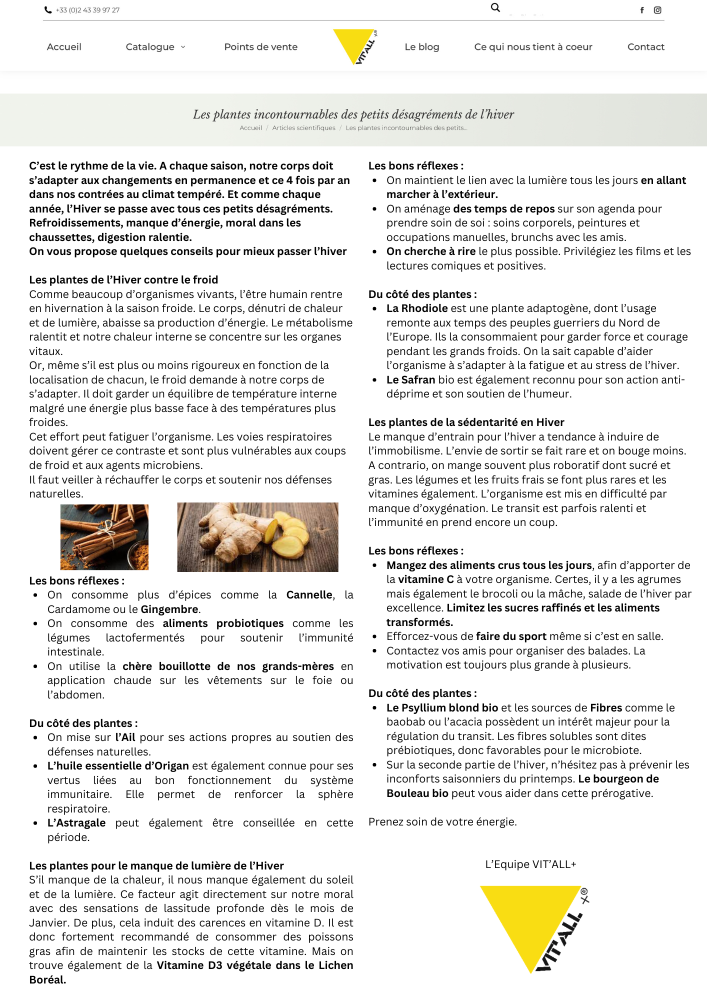 +33 (0)2 43 39 97 27
Accueil
Catalogue
Points de vente
VIT'ALL +®
Le blog
Ce qui nous tient à coeur
Contact
Les plantes incontournables des petits désagréments de l’hiver
Accueil / Articles scientifiques / Les plantes incontournables des petits...
C’est le rythme de la vie. A chaque saison, notre corps doit
s’adapter aux changements en permanence et ce 4 fois par an
dans nos contrées au climat tempéré. Et comme chaque
année, l’Hiver se passe avec tous ces petits désagréments.
Refroidissements, manque d’énergie, moral dans les
chaussettes, digestion ralentie.
On vous propose quelques conseils pour mieux passer l’hiver
Les plantes de l’Hiver contre le froid
Comme beaucoup d’organismes vivants, l’être humain rentre
en hivernation à la saison froide. Le corps, dénutri de chaleur
et de lumière, abaisse sa production d’énergie. Le métabolisme
ralentit et notre chaleur interne se concentre sur les organes
vitaux.
Or, même s’il est plus ou moins rigoureux en fonction de la
localisation de chacun, le froid demande à notre corps de
s’adapter. Il doit garder un équilibre de température interne
malgré une énergie plus basse face à des températures plus
froides.
Cet effort peut fatiguer l’organisme. Les voies respiratoires
doivent gérer ce contraste et sont plus vulnérables aux coups
de froid et aux agents microbiens.
Il faut veiller à réchauffer le corps et soutenir nos défenses
naturelles.
Les bons réflexes :
• On consomme plus d’épices comme la Cannelle, la
Cardamome ou le Gingembre.
• On consomme des aliments probiotiques comme les
légumes lactofermentés pour soutenir l’immunité
intestinale.
• On utilise la chère bouillotte de nos grands-mères en
application chaude sur les vêtements sur le foie ou
l’abdomen.
Du côté des plantes :
• On mise sur l’Ail pour ses actions propres au soutien des
défenses naturelles.
• L’huile essentielle d’Origan est également connue pour ses
vertus liées au bon fonctionnement du système
immunitaire. Elle permet de renforcer la sphère
respiratoire.
• L’Astragale peut également être conseillée en cette
période.
Les plantes pour le manque de lumière de l’Hiver
S’il manque de la chaleur, il nous manque également du soleil
et de la lumière. Ce facteur agit directement sur notre moral
avec des sensations de lassitude profonde dès le mois de
Janvier. De plus, cela induit des carences en vitamine D. Il est
donc fortement recommandé de consommer des poissons
gras afin de maintenir les stocks de cette vitamine. Mais on
trouve également de la Vitamine D3 végétale dans le Lichen
Boréal.
Les bons réflexes :
• On maintient le lien avec la lumière tous les jours en allant
marcher à l’extérieur.
• On aménage des temps de repos sur son agenda pour
prendre soin de soi : soins corporels, peintures et
occupations manuelles, brunchs avec les amis.
• On cherche à rire le plus possible. Privilégiez les films et les
lectures comiques et positives.
Du côté des plantes :
• La Rhodiole est une plante adaptogène, dont l’usage
remonte aux temps des peuples guerriers du Nord de
l’Europe. Ils la consommaient pour garder force et courage
pendant les grands froids. On la sait capable d’aider
l’organisme à s’adapter à la fatigue et au stress de l’hiver.
• Le Safran bio est également reconnu pour son action anti-
déprime et son soutien de l’humeur.
Les plantes de la sédentarité en Hiver
Le manque d’entrain pour l’hiver a tendance à induire de
l’immobilisme. L’envie de sortir se fait rare et on bouge moins.
A contrario, on mange souvent plus roboratif dont sucré et
gras. Les légumes et les fruits frais se font plus rares et les
vitamines également. L’organisme est mis en difficulté par
manque d’oxygénation. Le transit est parfois ralenti et
l’immunité en prend encore un coup.
Les bons réflexes :
• Mangez des aliments crus tous les jours, afin d’apporter de
la vitamine C à votre organisme. Certes, il y a les agrumes
mais également le brocoli ou la mâche, salade de l’hiver par
excellence. Limitez les sucres raffinés et les aliments
transformés.
• Efforcez-vous de faire du sport même si c’est en salle.
• Contactez vos amis pour organiser des balades. La
motivation est toujours plus grande à plusieurs.
Du côté des plantes :
• Le Psyllium blond bio et les sources de Fibres comme le
baobab ou l’acacia possèdent un intérêt majeur pour la
régulation du transit. Les fibres solubles sont dites
prébiotiques, donc favorables pour le microbiote.
• Sur la seconde partie de l’hiver, n’hésitez pas à prévenir les
inconforts saisonniers du printemps. Le bourgeon de
Bouleau bio peut vous aider dans cette prérogative.
Prenez soin de votre énergie.
L’Equipe VIT’ALL+
VIT'ALL +®